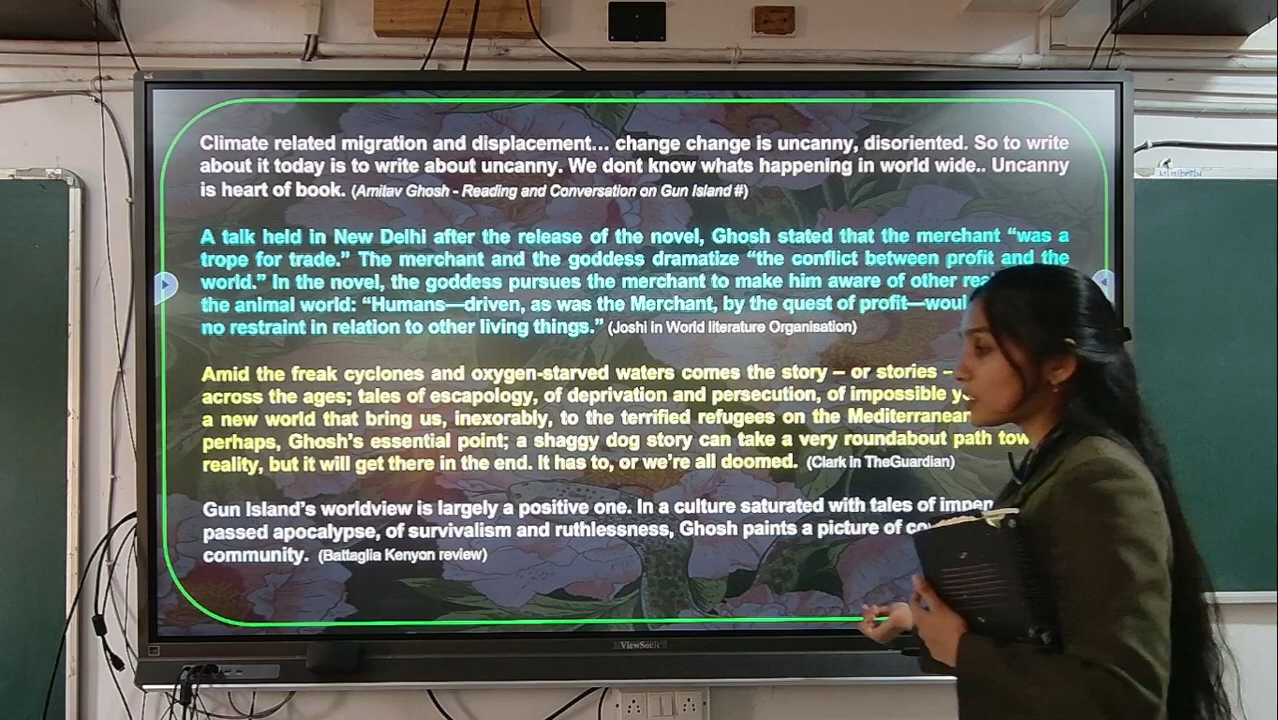 Climate related migration and displacement... change change is uncanny, disoriented. So to write
about it today is to write about uncanny. We dont know whats happening in world wide.. Uncanny
is heart of book. (Amitav Ghosh - Reading and Conversation on Gun Island #)
A talk held in New Delhi after the release of the novel, Ghosh stated that the merchant “was a
trope for trade.” The merchant and the goddess dramatize “the conflict between profit and the
world.” In the novel, the goddess pursues the merchant to make him aware of other
the animal world: “Humans—driven, as was the Merchant, by the quest of profit—
no restraint in relation to other living things.” (Joshi in World literature Organisation)
Amid the freak cyclones and oxygen-starved waters comes the story – or stories –
across the ages; tales of escapology, of deprivation and persecution, of impossible
a new world that bring us, inexorably, to the terrified refugees on the Mediterranean
perhaps, Ghosh’s essential point; a shaggy dog story can take a very roundabout path
reality, but it will get there in the end. It has to, or we’re all doomed. (Clark in TheGuardian)
Gun Island’s worldview is largely a positive one. In a culture saturated with tales of
passed apocalypse, of survivalism and ruthlessness, Ghosh paints a picture of
community. (Battaglia Kenyon review)
ViewSonic